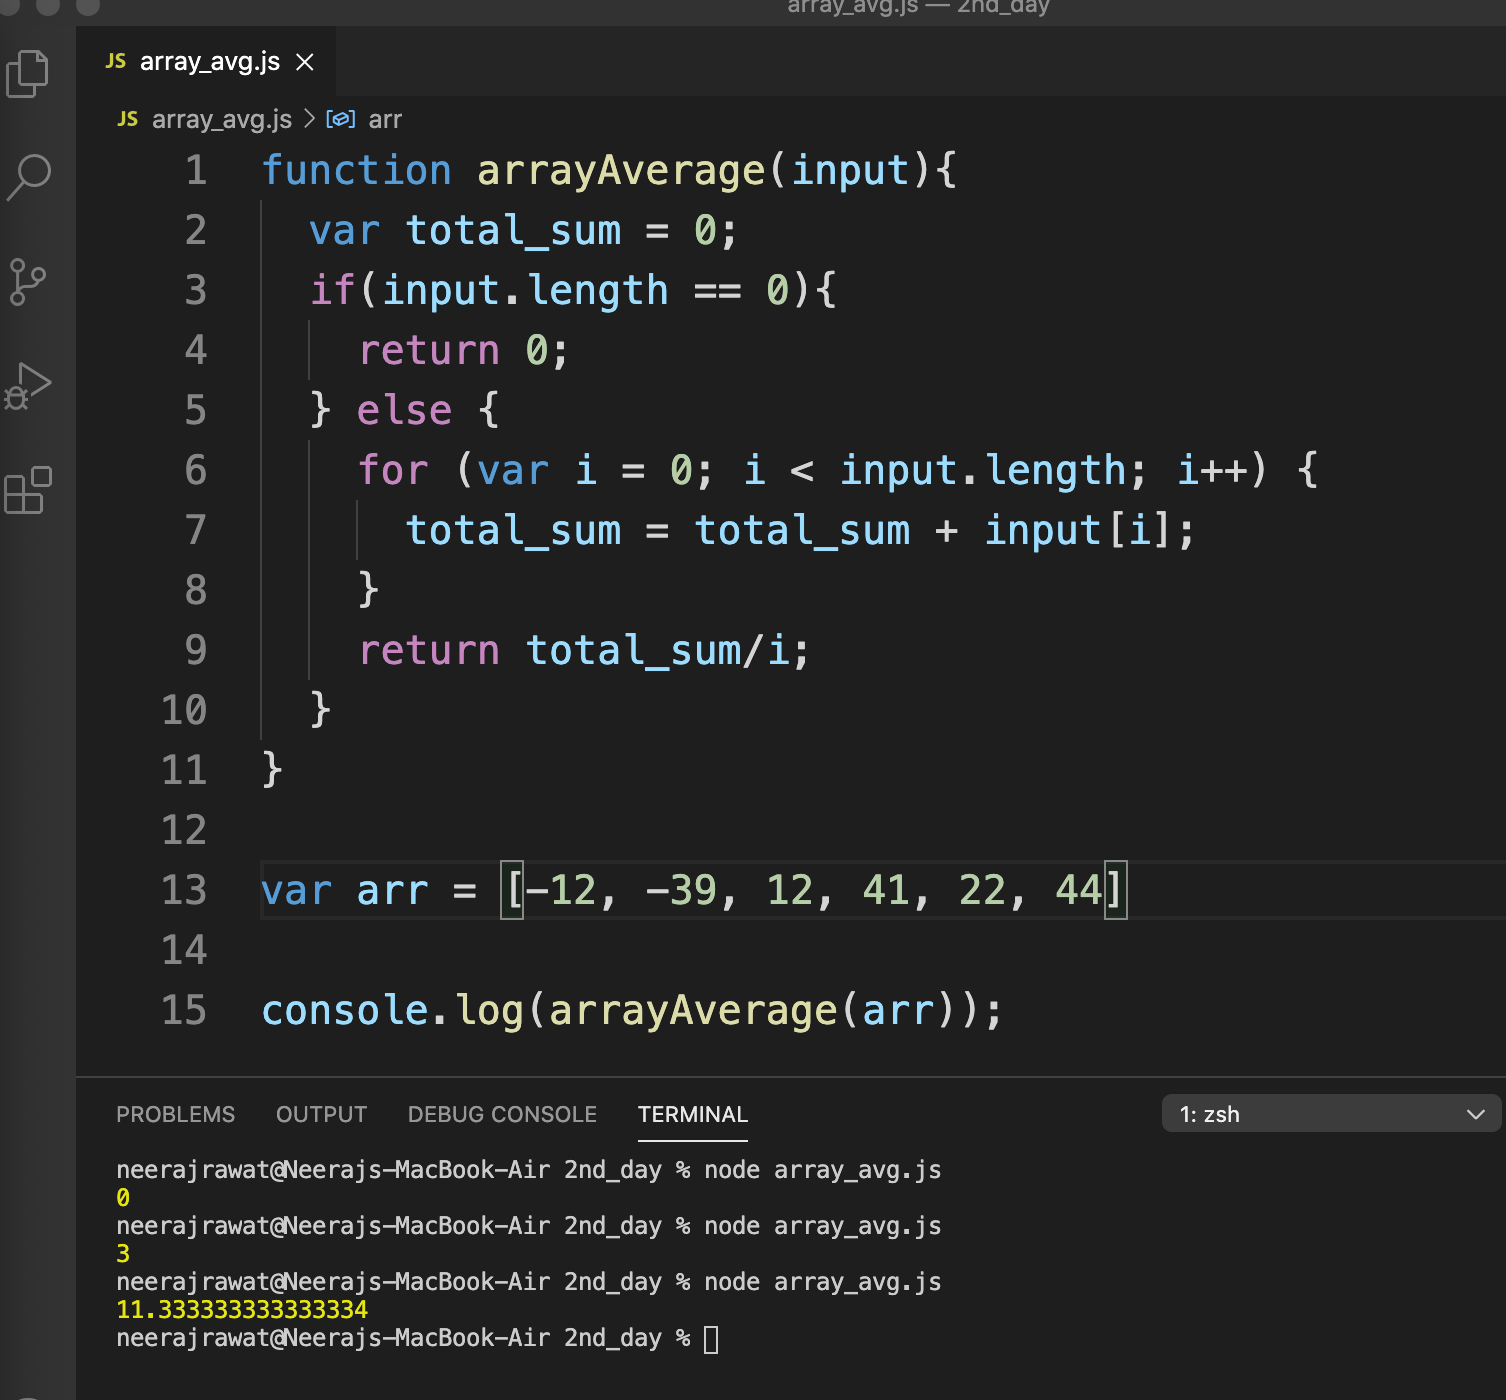 array_avg.js — 2nd_day
JS array_avg.js
JS array_avg.js > arr
1 function arrayAverage(input){
2 var total_sum = 0;
3 if(input.length == 0){
4 return 0;
5 } else {
6 for (var i = 0; i < input.length; i++) {
7 total_sum = total_sum + input[i];
8 }
9 return total_sum/i;
10 }
11 }
12
13 var arr = [-12, -39, 12, 41, 22, 44]
14
15 console.log(arrayAverage(arr));
PROBLEMS OUTPUT DEBUG CONSOLE TERMINAL 1: zsh
neerajrawat@Neerajs-MacBook-Air 2nd_day % node array_avg.js
0
neerajrawat@Neerajs-MacBook-Air 2nd_day % node array_avg.js
3
neerajrawat@Neerajs-MacBook-Air 2nd_day % node array_avg.js
11.333333333333334
neerajrawat@Neerajs-MacBook-Air 2nd_day %